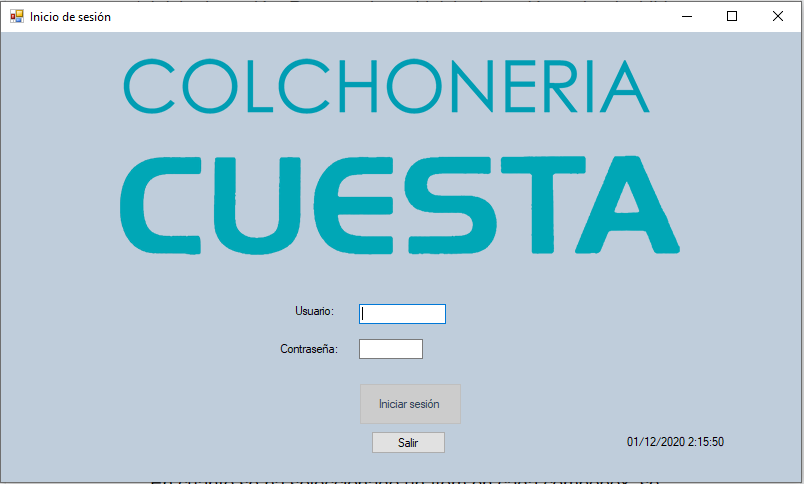 Inicio de sesión
COLCHONERIA
CUESTA
Usuario:
Contraseña:
Iniciar sesión
Salir
01/12/2020 2:15:50